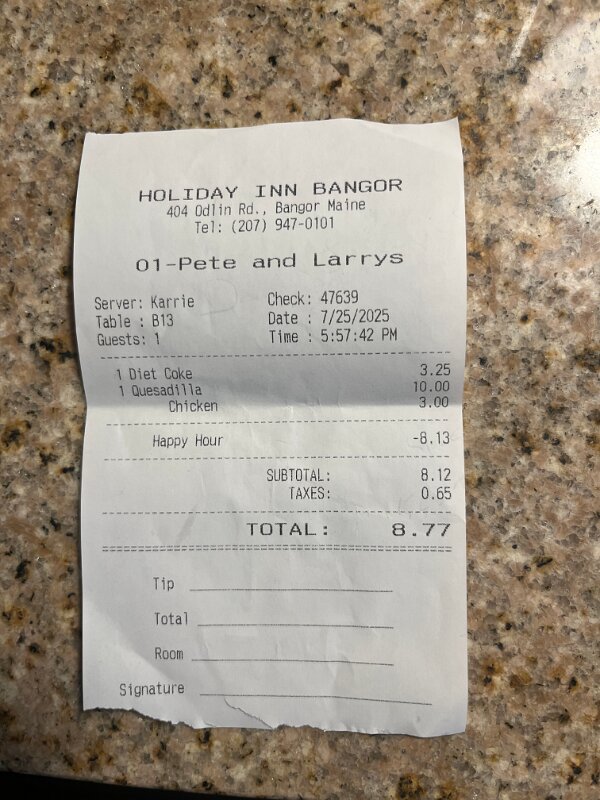 HOLIDAY INN BANGOR
404 Odlin Rd., Bangor Maine
Tel: (207) 947-0101
01-Pete and Larrys
Server: Karrie Check: 47639
Table : B13 Date : 7/25/2025
Guests: 1 Time : 5:57:42 PM
1 Diet Coke 3.25
1 Quesadilla 10.00
Chicken 3.00
Happy Hour -8.13
SUBTOTAL: 8.12
TAXES: 0.65
TOTAL: 8.77
Tip
Total
Room
Signature